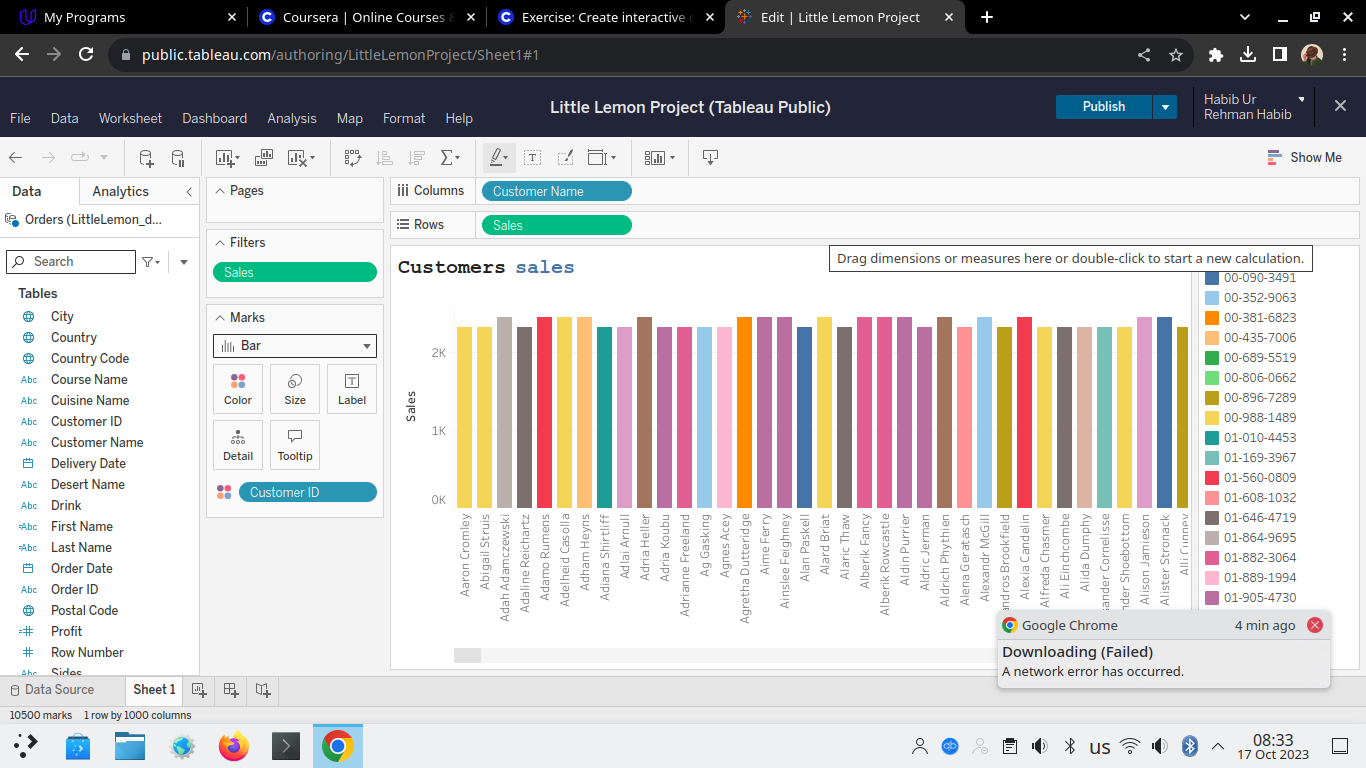 My Programs
Coursera | Online Courses &
Exercise: Create interactive
Edit | Little Lemon Project
public.tableau.com/authoring/LittleLemonProject/Sheet1#1
Little Lemon Project (Tableau Public)
Publish
Habib Ur
Rehman Habib
File Data Worksheet Dashboard Analysis Map Format Help
Show Me
Data Analytics
Orders (LittleLemon_d...
Search
Tables
City
Country
Country Code
Abc Course Name
Abc Cuisine Name
Abc Customer ID
Abc Customer Name
Delivery Date
Abc Desert Name
Abc Drink
Abc First Name
Abc Last Name
Order Date
Abc Order ID
Postal Code
# Profit
# Row Number
Abc Sides
Pages
Filters
Sales
Marks
Bar
Color Size Label
Detail Tooltip
Customer ID
Columns Customer Name
Rows Sales
Customers sales
Drag dimensions or measures here or double-click to start a new calculation.
Sales
2K
1K
0K
Aaron Cromley
Abigail Struis
Adah Adamczewski
Adaline Reichartz
Adamo Rumens
Adelheid Casolla
Adham Heyns
Adiana Shirtliff
Adlai Arnull
Adria Heller
Adria Koubu
Adrianne Freeland
Ag Gasking
Agnes Acey
Agretha Dutteridge
Aime Ferry
Ainslee Feighney
Alan Paskell
Alard Briat
Alaric Thaw
Alberik Fancy
Alberik Rowcastle
Aldin Purrier
Aldric Jerman
Aldrich Phythien
Alena Geratasch
Alexandr McGill
andros Brookfield
Alexia Candelin
Alfreda Chasmer
Ali Einchcombe
Alida Dumphy
sander Cornelisse
nder Shoebottom
Alison Jamieson
Alister Stronack
Alli Cunney
00-090-3491
00-352-9063
00-381-6823
00-435-7006
00-689-5519
00-806-0662
00-896-7289
00-988-1489
01-010-4453
01-169-3967
01-560-0809
01-608-1032
01-646-4719
01-864-9695
01-882-3064
01-889-1994
01-905-4730
Google Chrome 4 min ago
Downloading (Failed)
A network error has occurred.
Data Source Sheet 1
10500 marks 1 row by 1000 columns
us
08:33
17 Oct 2023